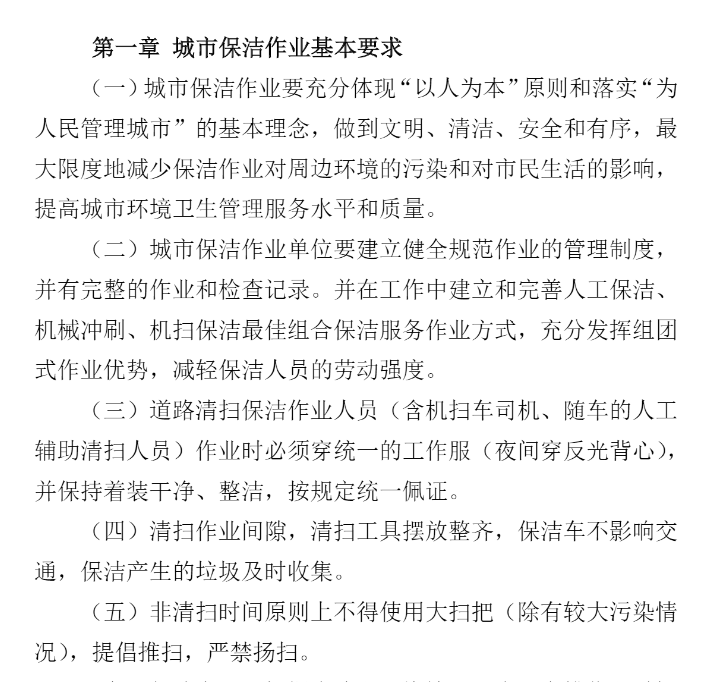 第一章 城市保洁作业基本要求
（一）城市保洁作业要充分体现“以人为本”原则和落实“为
人民管理城市”的基本理念，做到文明、清洁、安全和有序，最
大限度地减少保洁作业对周边环境的污染和对市民生活的影响，
提高城市环境卫生管理服务水平和质量。
（二）城市保洁作业单位要建立健全规范作业的管理制度，
并有完整的作业和检查记录。并在工作中建立和完善人工保洁、
机械冲刷、机扫保洁最佳组合保洁服务作业方式，充分发挥组团
式作业优势，减轻保洁人员的劳动强度。
（三）道路清扫保洁作业人员（含机扫车司机、随车的人工
辅助清扫人员）作业时必须穿统一的工作服（夜间穿反光背心），
并保持着装干净、整洁，按规定统一佩证。
（四）清扫作业间隙，清扫工具摆放整齐，保洁车不影响交
通，保洁产生的垃圾及时收集。
（五）非清扫时间原则上不得使用大扫把（除有较大污染情
况），提倡推扫，严禁扬扫。